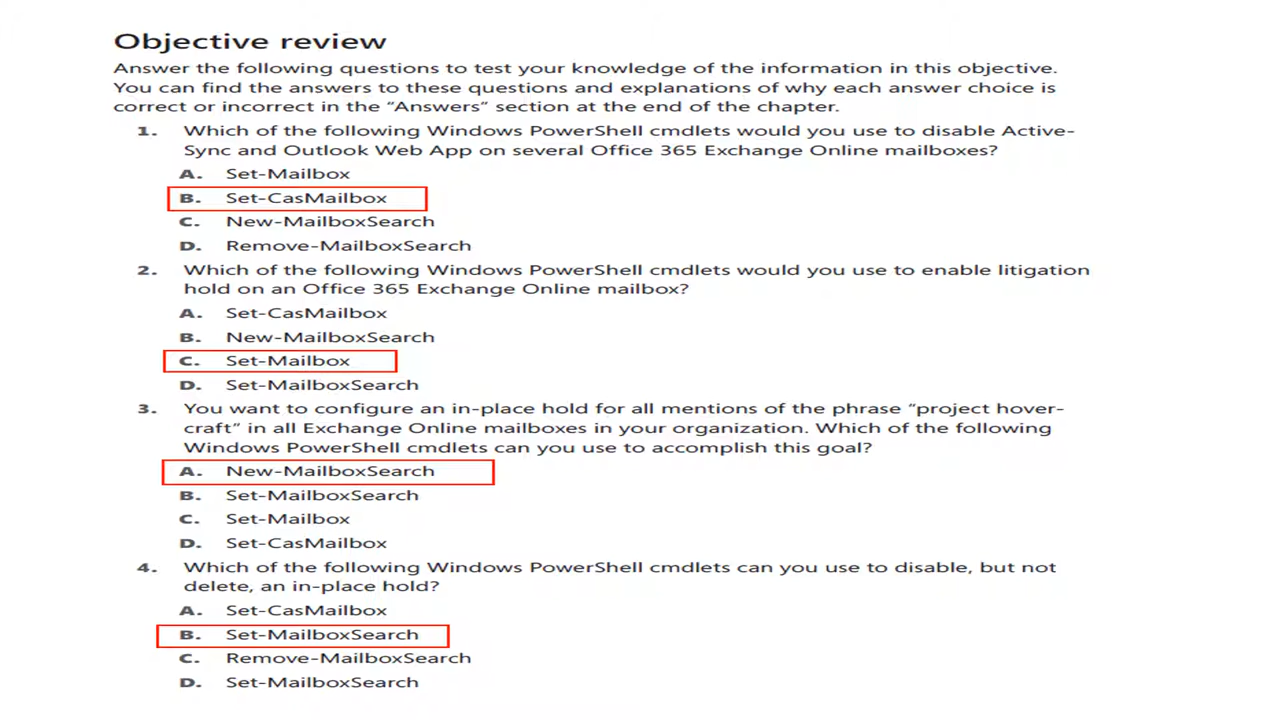 Objective review
Answer the following questions to test your knowledge of the information in this objective.
You can find the answers to these questions and explanations of why each answer choice is
correct or incorrect in the “Answers” section at the end of the chapter.
1. Which of the following Windows PowerShell cmdlets would you use to disable Active-
Sync and Outlook Web App on several Office 365 Exchange Online mailboxes?
A. Set-Mailbox
B. Set-CasMailbox
C. New-MailboxSearch
D. Remove-MailboxSearch
2. Which of the following Windows PowerShell cmdlets would you use to enable litigation
hold on an Office 365 Exchange Online mailbox?
A. Set-CasMailbox
B. New-MailboxSearch
C. Set-Mailbox
D. Set-MailboxSearch
3. You want to configure an in-place hold for all mentions of the phrase “project hover-
craft” in all Exchange Online mailboxes in your organization. Which of the following
Windows PowerShell cmdlets can you use to accomplish this goal?
A. New-MailboxSearch
B. Set-MailboxSearch
C. Set-Mailbox
D. Set-CasMailbox
4. Which of the following Windows PowerShell cmdlets can you use to disable, but not
delete, an in-place hold?
A. Set-CasMailbox
B. Set-MailboxSearch
C. Remove-MailboxSearch
D. Set-MailboxSearch